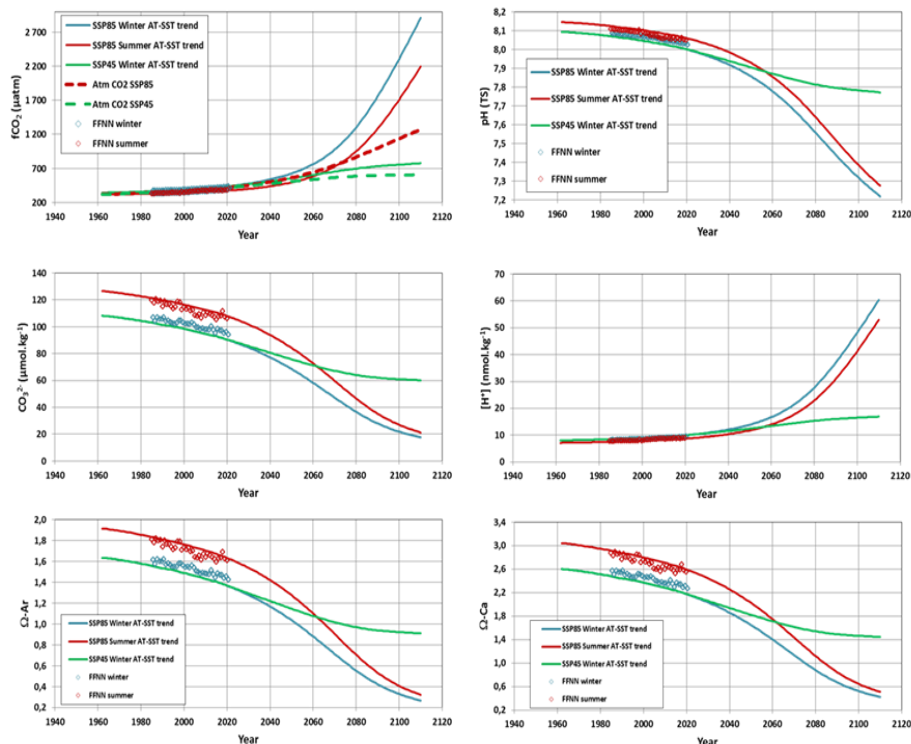 2 700
2 200
1 700
1 200
700
200
fCO₂ (µatm)
SSP85 Winter AT-SST trend
SSP85 Summer AT-SST trend
SSP45 Winter AT-SST trend
Atm CO2 SSP85
Atm CO2 SSP45
FFNN winter
FFNN summer
1940 1960 1980 2000 2020 2040 2060 2080 2100 2120
Year
8,2
8,1
8,0
7,9
7,8
7,7
7,6
7,5
7,4
7,3
7,2
pH (TS)
SSP85 Winter AT-SST trend
SSP85 Summer AT-SST trend
SSP45 Winter AT-SST trend
FFNN winter
FFNN summer
1940 1960 1980 2000 2020 2040 2060 2080 2100 2120
Year
140
120
100
80
60
40
20
0
CO₃²⁻ (µmol.kg⁻¹)
1940 1960 1980 2000 2020 2040 2060 2080 2100 2120
Year
70
60
50
40
30
20
10
0
[H⁺] (nmol.kg⁻¹)
1940 1960 1980 2000 2020 2040 2060 2080 2100 2120
Year
2,0
1,8
1,6
1,4
1,2
1,0
0,8
0,6
0,4
0,2
Ω-Ar
SSP85 Winter AT-SST trend
SSP85 Summer AT-SST trend
SSP45 Winter AT-SST trend
FFNN winter
FFNN summer
1940 1960 1980 2000 2020 2040 2060 2080 2100 2120
Year
3,4
3,0
2,6
2,2
1,8
1,4
1,0
0,6
0,2
Ω-Ca
SSP85 Winter AT-SST trend
SSP85 Summer AT-SST trend
SSP45 Winter AT-SST trend
FFNN winter
FFNN summer
1940 1960 1980 2000 2020 2040 2060 2080 2100 2120
Year